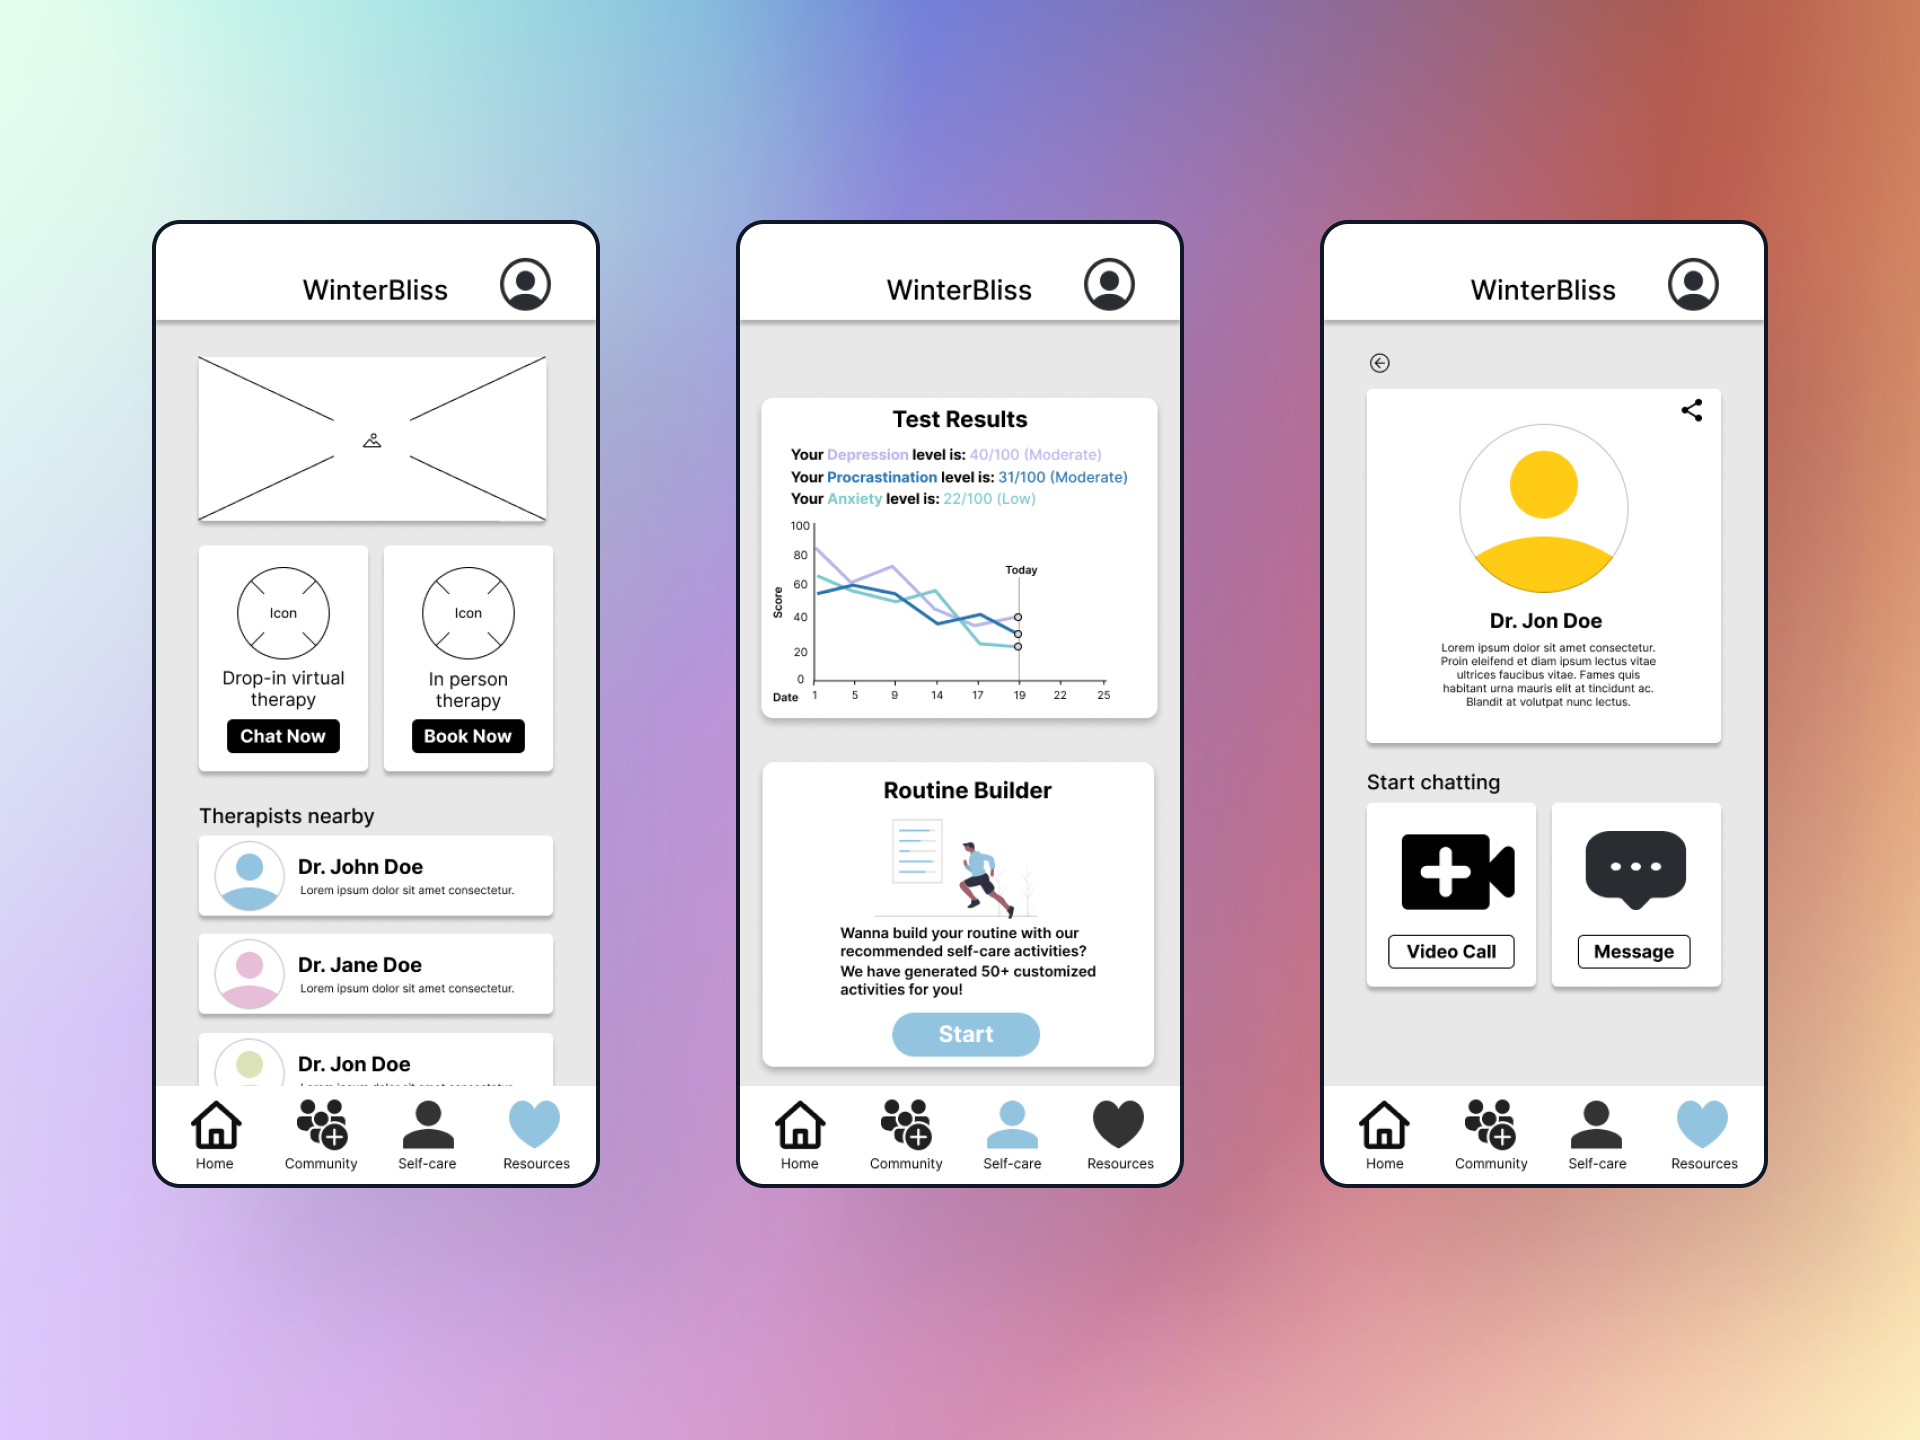 WinterBliss
Icon
Drop-in virtual
therapy
Chat Now
Icon
In person
therapy
Book Now
Therapists nearby
Dr. John Doe
Lorem ipsum dolor sit amet consectetur.
Dr. Jane Doe
Lorem ipsum dolor sit amet consectetur.
Dr. Jon Doe
Lorem ipsum dolor sit amet consectetur.
Home
Community
Self-care
Resources
WinterBliss
Test Results
Your Depression level is: 40/100 (Moderate)
Your Procrastination level is: 31/100 (Moderate)
Your Anxiety level is: 22/100 (Low)
100
80
60
40
20
0
Score
Today
Date 1 5 9 14 17 19 22 25
Routine Builder
Wanna build your routine with our
recommended self-care activities?
We have generated 50+ customized
activities for you!
Start
Home
Community
Self-care
Resources
WinterBliss
Dr. Jon Doe
Lorem ipsum dolor sit amet consectetur.
Proin eleifend et diam ipsum lectus vitae
ultrices faucibus vitae. Fames quis
habitant urna mauris elit at tincidunt ac.
Blandit at volutpat nunc lectus.
Start chatting
Video Call
Message
Home
Community
Self-care
Resources